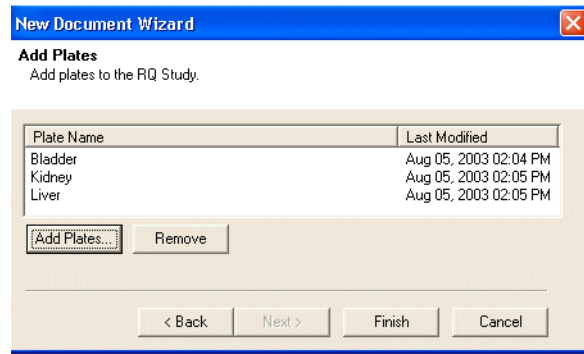 New Document Wizard
Add Plates
Add plates to the RQ Study.
Plate Name Last Modified
Bladder Aug 05, 2003 02:04 PM
Kidney Aug 05, 2003 02:05 PM
Liver Aug 05, 2003 02:05 PM
Add Plates... Remove
< Back Next > Finish Cancel